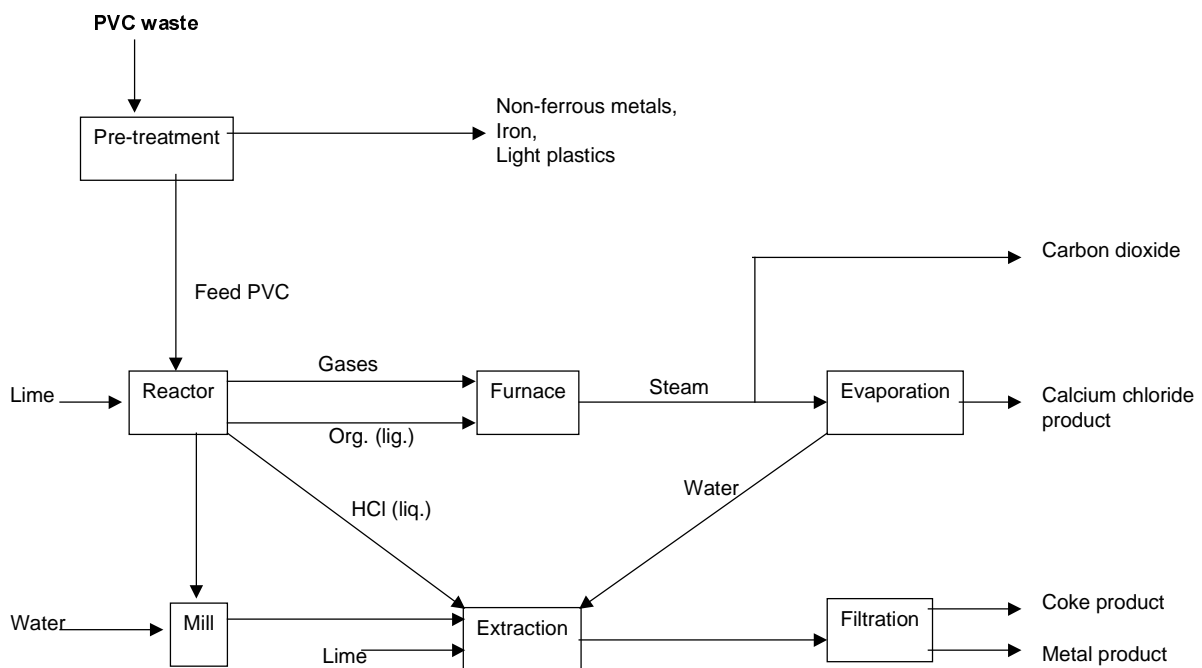 PVC waste
Pre-treatment
Non-ferrous metals,
Iron,
Light plastics
Carbon dioxide
Feed PVC
Lime
Reactor
Gases
Org. (lig.)
Furnace
Steam
Evaporation
Calcium chloride
product
HCl (liq.)
Water
Water
Mill
Lime
Extraction
Filtration
Coke product
Metal product